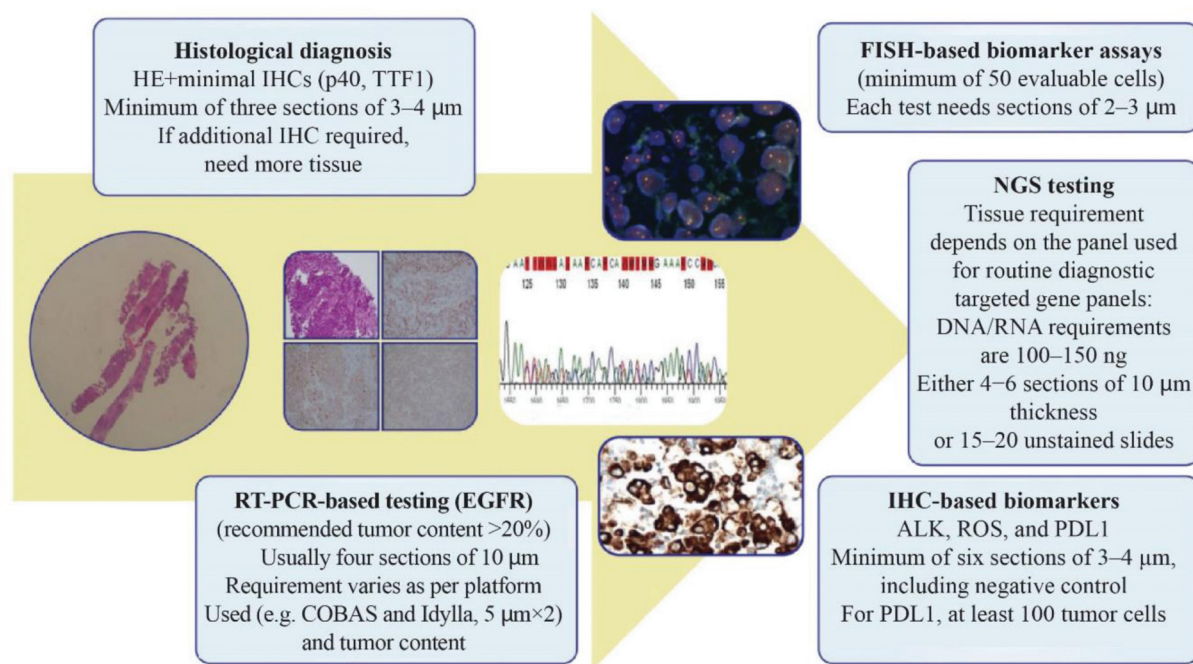 Histological diagnosis
HE+minimal IHCs (p40, TTF1)
Minimum of three sections of 3–4 μm
If additional IHC required,
need more tissue
FISH-based biomarker assays
(minimum of 50 evaluable cells)
Each test needs sections of 2–3 μm
NGS testing
Tissue requirement
depends on the panel used
for routine diagnostic
targeted gene panels:
DNA/RNA requirements
are 100–150 ng
Either 4–6 sections of 10 μm
thickness
or 15–20 unstained slides
125 130 135 140 145 150 155
RT-PCR-based testing (EGFR)
(recommended tumor content >20%)
Usually four sections of 10 μm
Requirement varies as per platform
Used (e.g. COBAS and Idylla, 5 μm×2)
and tumor content
IHC-based biomarkers
ALK, ROS, and PDL1
Minimum of six sections of 3–4 μm,
including negative control
For PDL1, at least 100 tumor cells